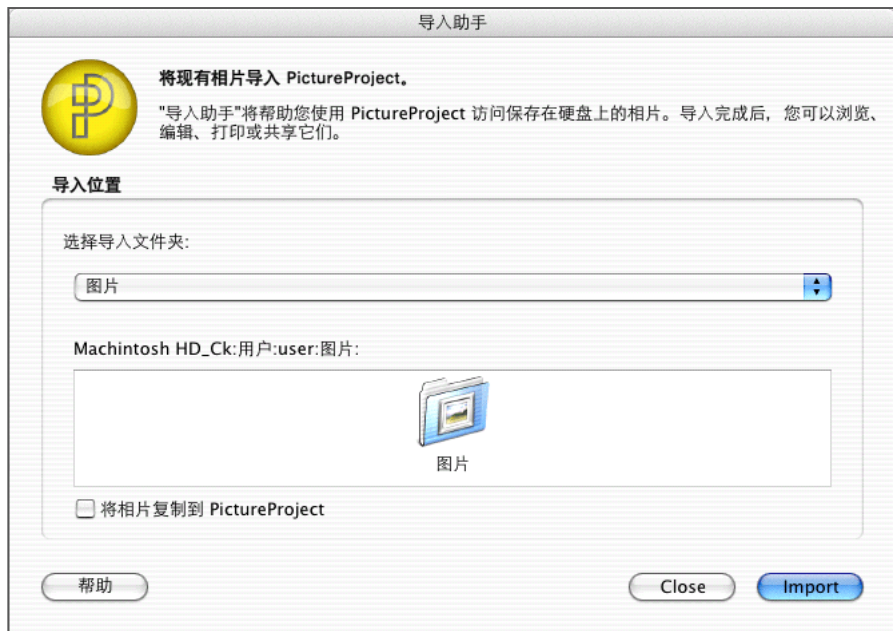 导入助手
将现有相片导入 PictureProject。
"导入助手"将帮助您使用 PictureProject 访问保存在硬盘上的相片。导入完成后，您可以浏览、
编辑、打印或共享它们。
导入位置
选择导入文件夹:
图片
Machintosh HD_Ck:用户:user:图片:
图片
将相片复制到 PictureProject
帮助
Close
Import